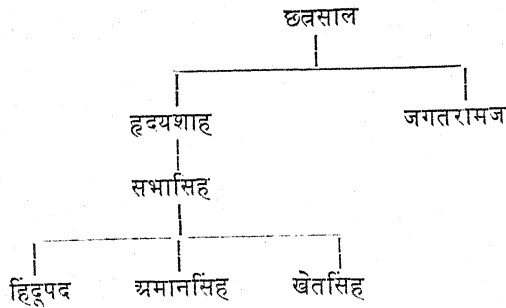 छत्रसाल
हृदयशाह जगतरामज
सभासिह
हिंदूपद अमानसिंह खेतसिंह